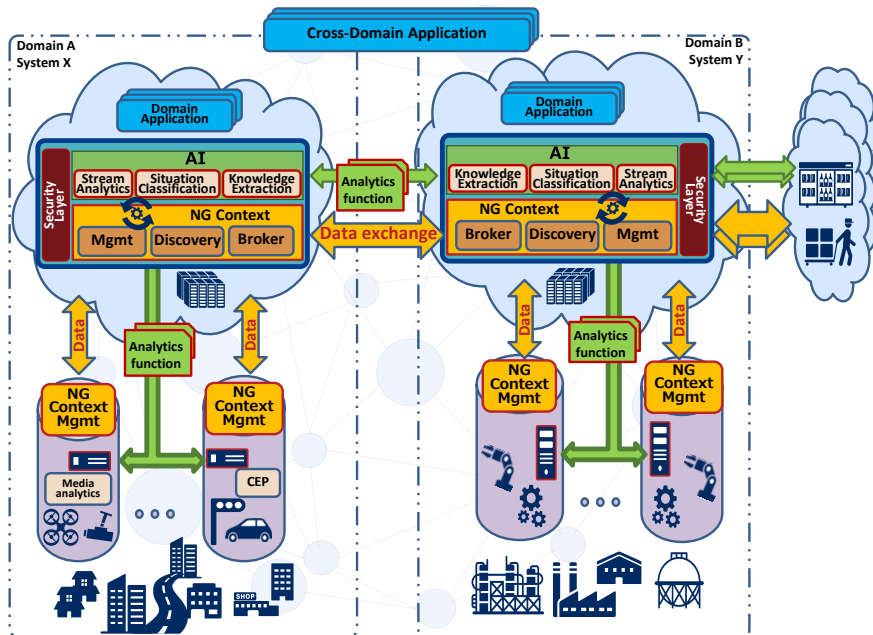 Cross-Domain Application
Domain A
System X
Domain B
System Y
Domain
Application
AI
Security
Layer
Stream
Analytics
Situation
Classification
Knowledge
Extraction
NG Context
Mgmt
Discovery
Broker
Analytics
function
Data exchange
Domain
Application
AI
Knowledge
Extraction
Situation
Classification
Stream
Analytics
Security
Layer
NG Context
Broker
Discovery
Mgmt
Data
Analytics
function
Data
Data
Analytics
function
Data
NG
Context
Mgmt
NG
Context
Mgmt
NG
Context
Mgmt
NG
Context
Mgmt
Media
analytics
CEP
SHOP